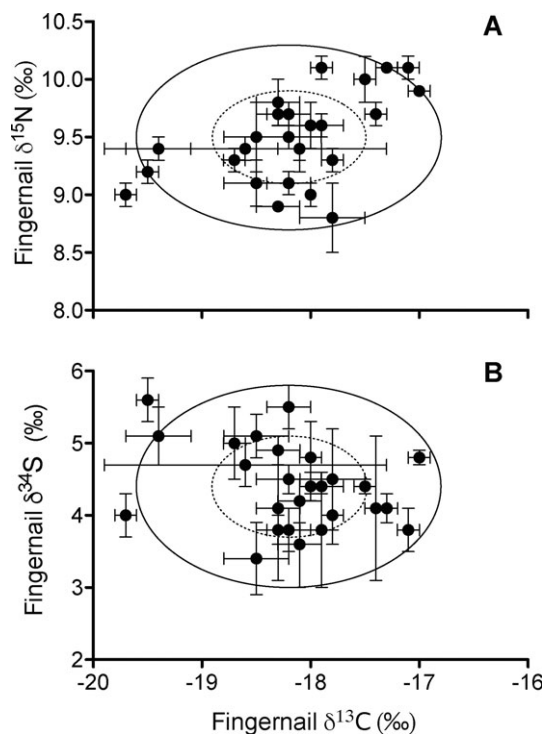 A
10.5
10.0
9.5
9.0
8.5
8.0
Fingernail δ¹⁵N (‰)
B
6
5
4
3
2
Fingernail δ³⁴S (‰)
-20 -19 -18 -17 -16
Fingernail δ¹³C (‰)